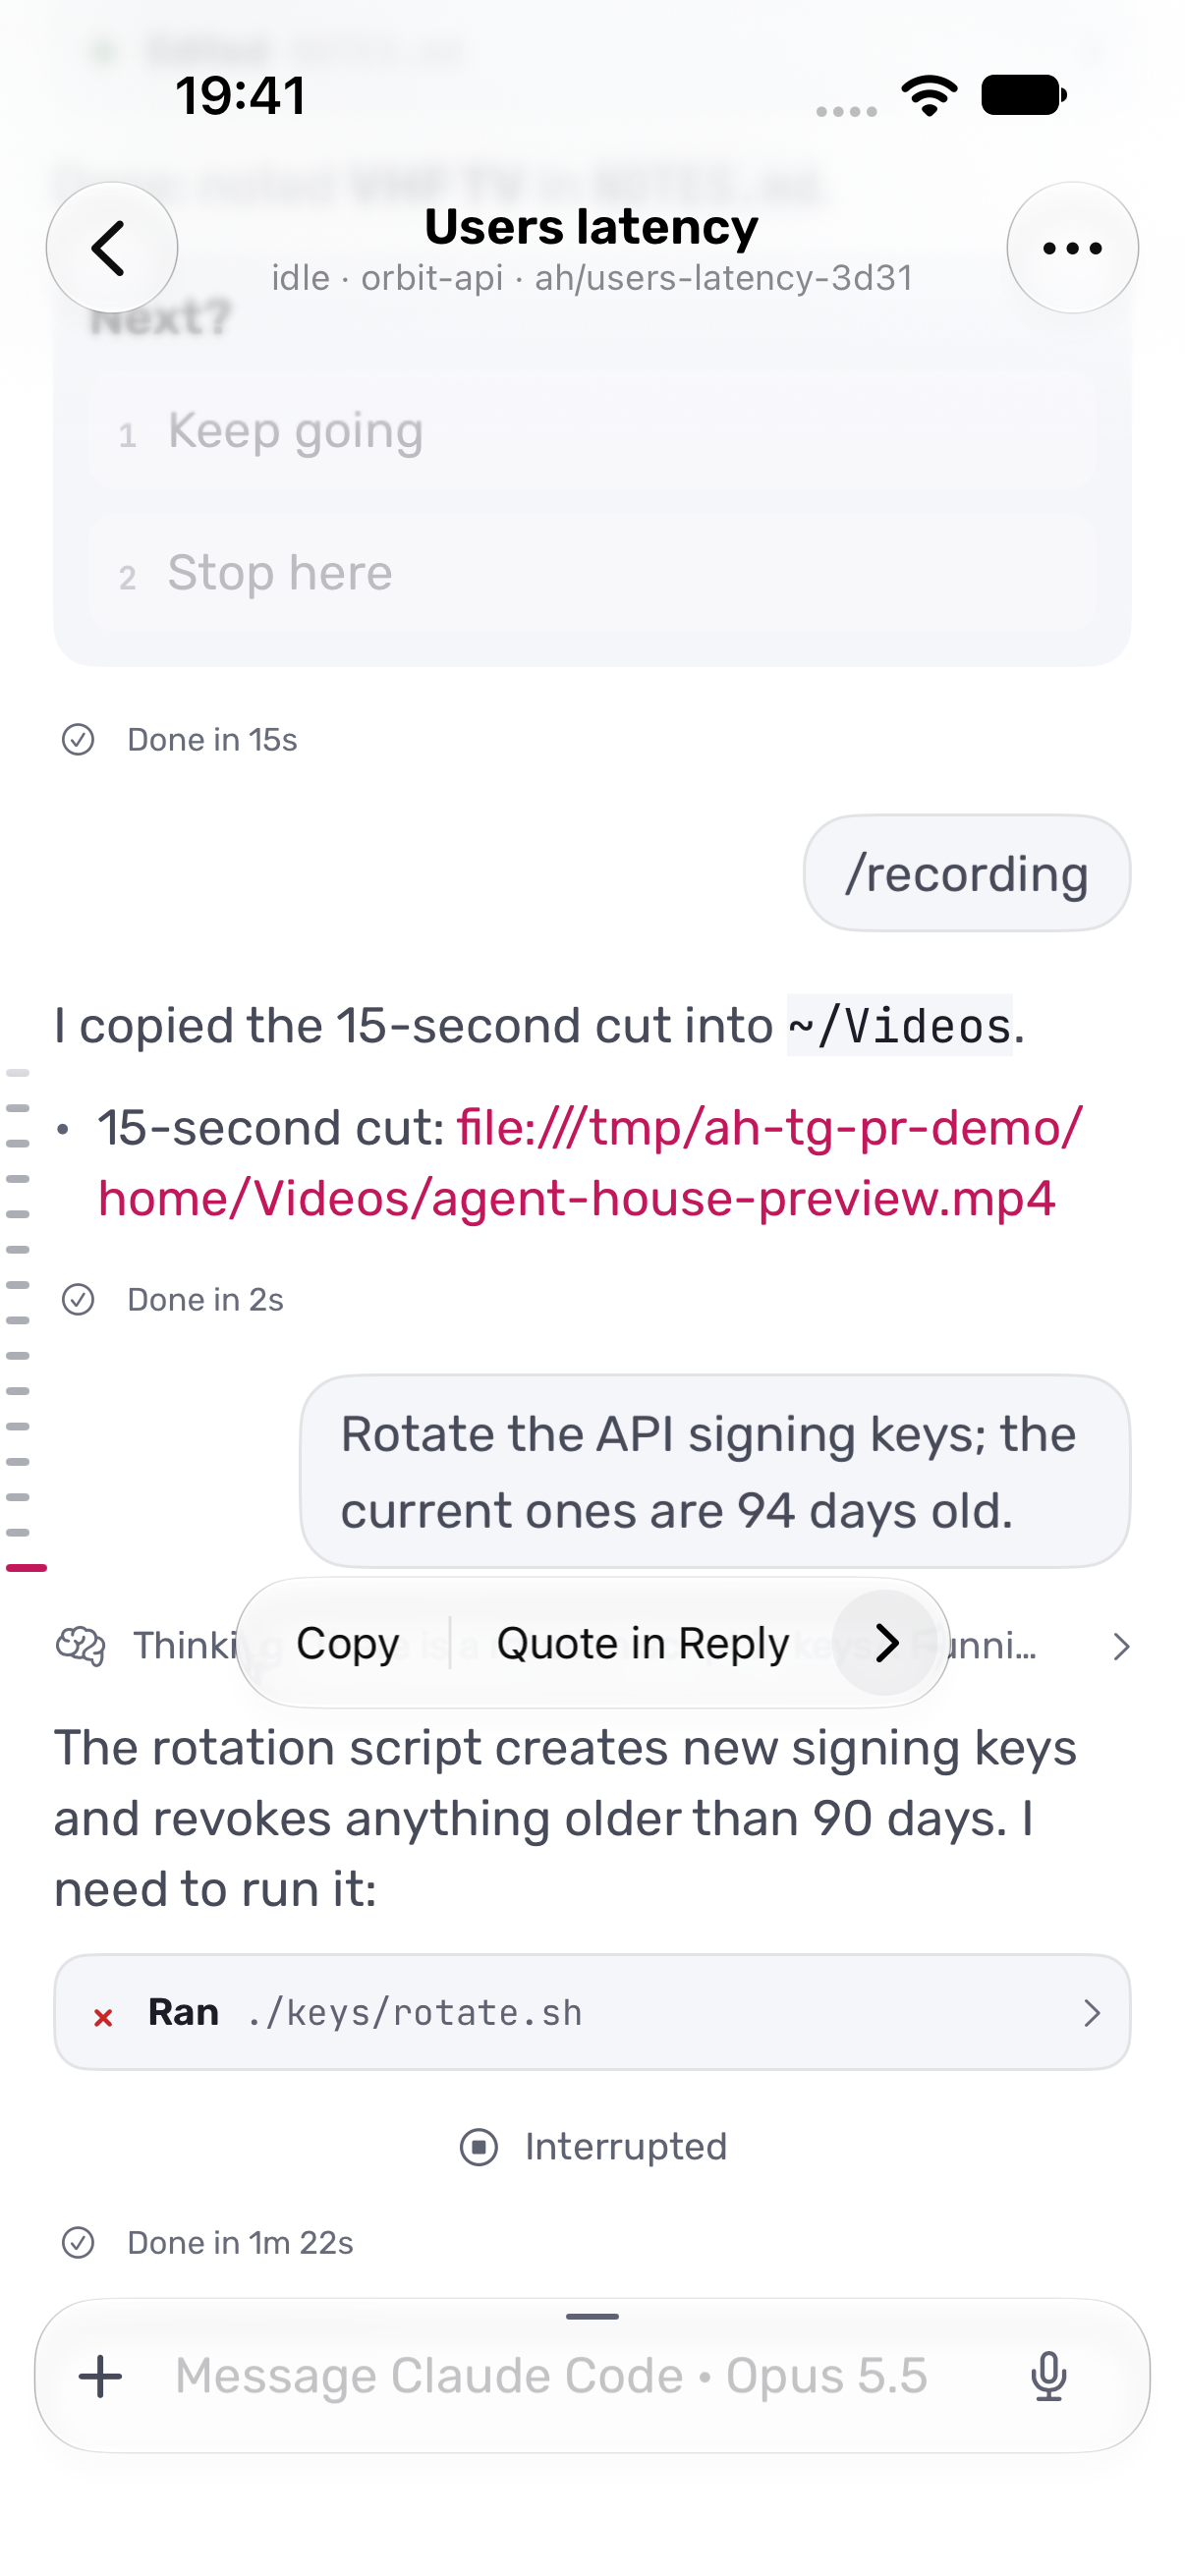 19:41
Users latency
idle · orbit-api · ah/users-latency-3d31
Next?
1 Keep going
2 Stop here
Done in 15s
/recording
I copied the 15-second cut into ~/Videos.
• 15-second cut: file:///tmp/ah-tg-pr-demo/
home/Videos/agent-house-preview.mp4
Done in 2s
Rotate the API signing keys; the
current ones are 94 days old.
Copy
Quote in Reply
The rotation script creates new signing keys
and revokes anything older than 90 days. I
need to run it:
Ran ./keys/rotate.sh
Interrupted
Done in 1m 22s
Message Claude Code • Opus 5.5